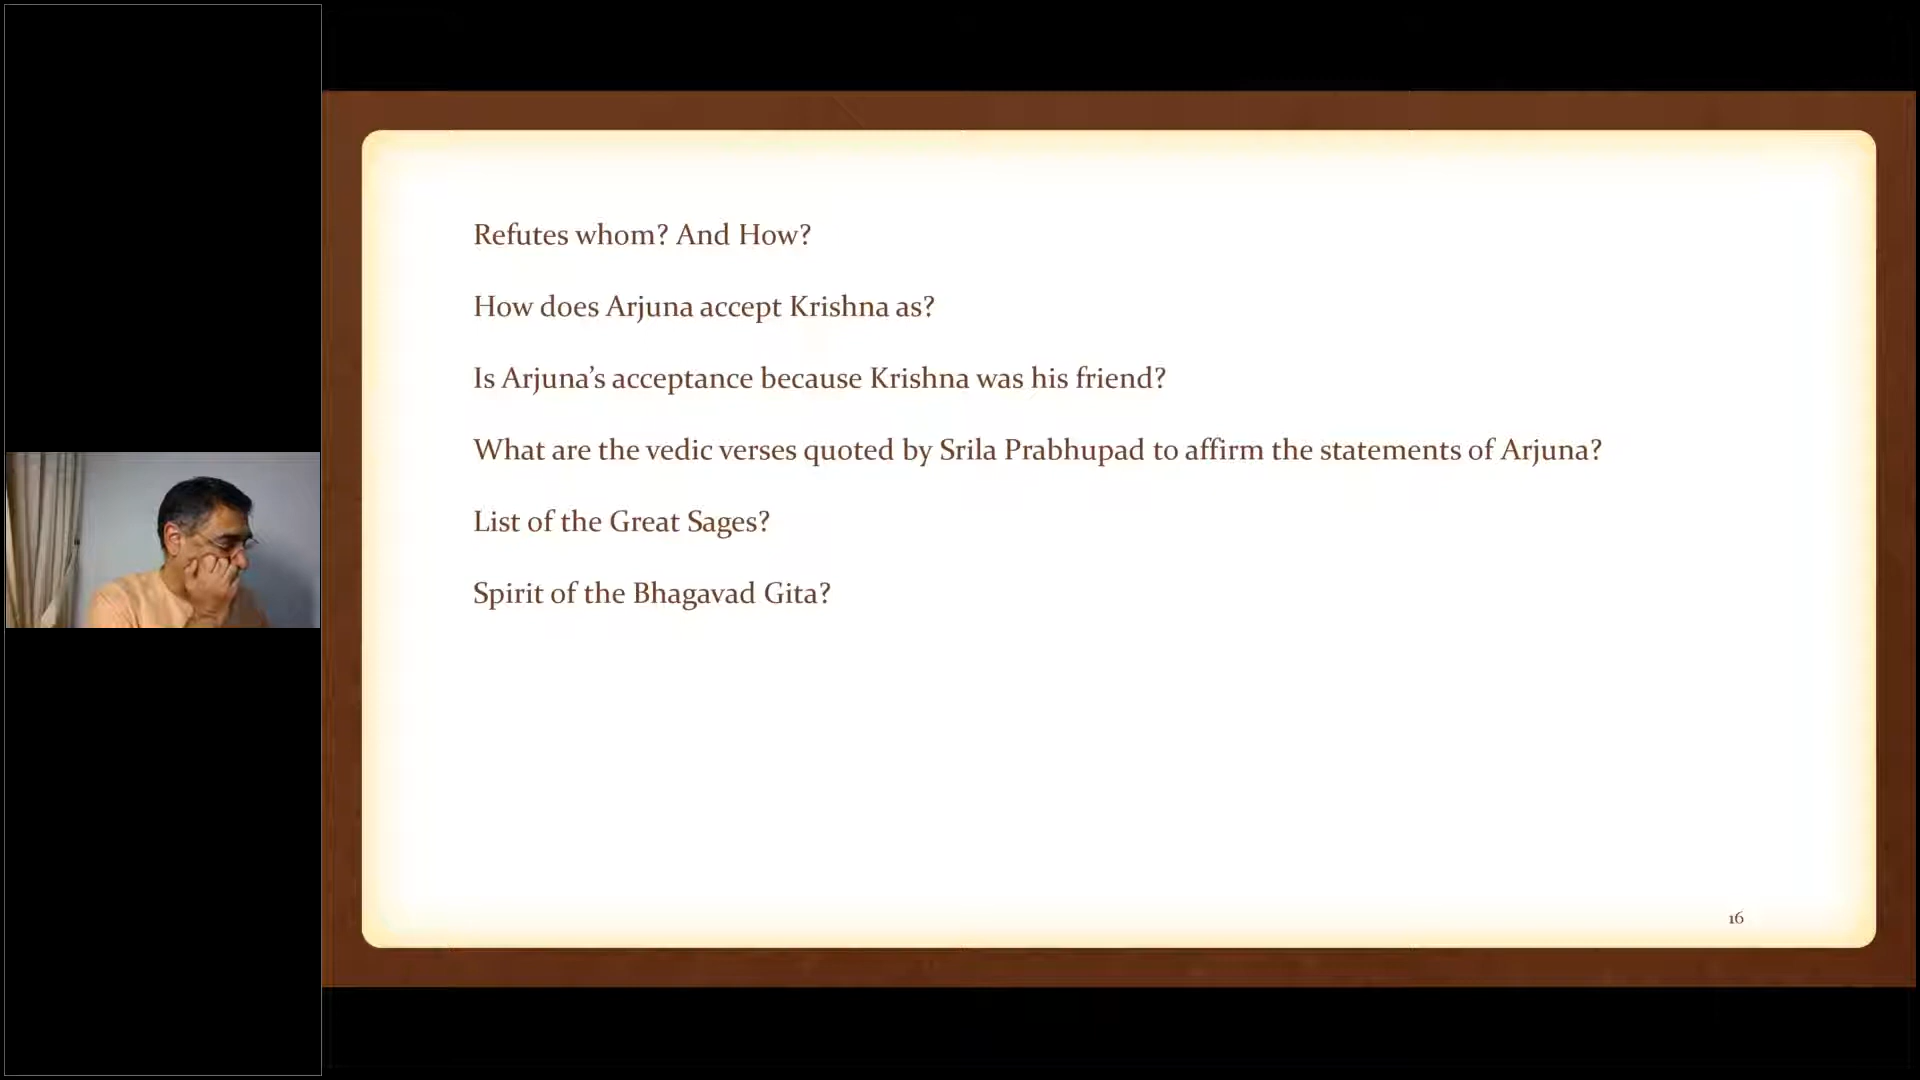 Refutes whom? And How?
How does Arjuna accept Krishna as?
Is Arjuna’s acceptance because Krishna was his friend?
What are the vedic verses quoted by Srila Prabhupad to affirm the statements of Arjuna?
List of the Great Sages?
Spirit of the Bhagavad Gita?
16